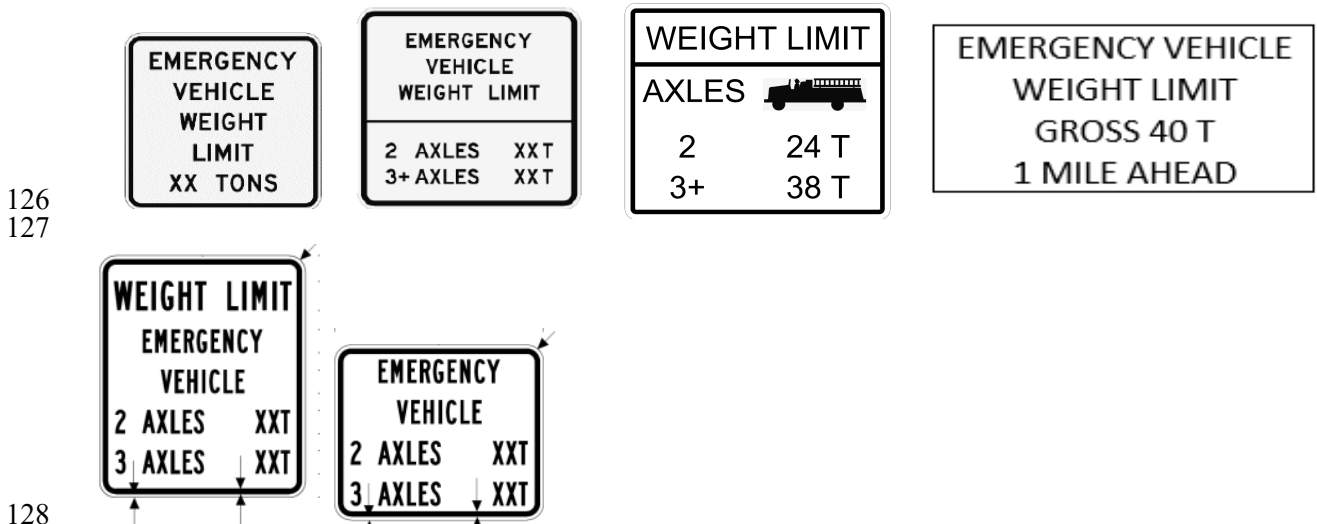 EMERGENCY
VEHICLE
WEIGHT
LIMIT
XX TONS
EMERGENCY
VEHICLE
WEIGHT LIMIT
2 AXLES XXT
3+ AXLES XXT
WEIGHT LIMIT
AXLES
2 24 T
3+ 38 T
EMERGENCY VEHICLE
WEIGHT LIMIT
GROSS 40 T
1 MILE AHEAD
126
127
WEIGHT LIMIT
EMERGENCY
VEHICLE
2 AXLES XXT
3 AXLES XXT
EMERGENCY
VEHICLE
2 AXLES XXT
3 AXLES XXT
128